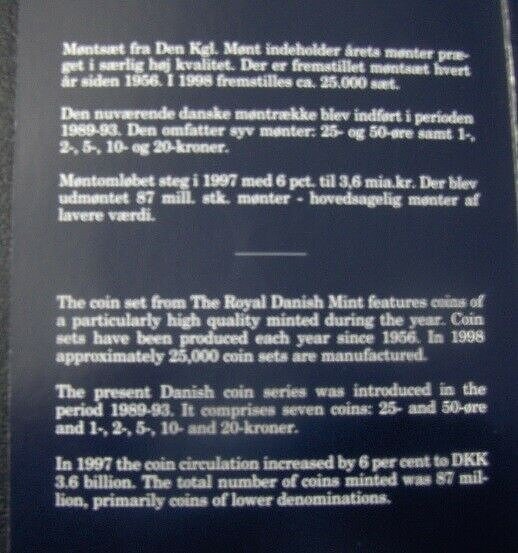 Møntsæt fra Den Kgl. Mønt indeholder årets mønter præ-
get i særlig høj kvalitet. Der er fremstillet møntsæt hvert
år siden 1956. I 1998 fremstilles ca. 25.000 sæt.
Den nuværende danske møntrække blev indført i perioden
1989-93. Den omfatter syv mønter: 25- og 50-øre samt 1-,
2-, 5-, 10- og 20-kroner.
Møntomløbet steg i 1997 med 6 pct. til 3,6 mia.kr. Der blev
udmøntet 87 mill. stk. mønter - hovedsagelig mønter af
lavere værdi.
The coin set from The Royal Danish Mint features coins of
a particularly high quality minted during the year. Coin
sets have been produced each year since 1956. In 1998
approximately 25,000 coin sets are manufactured.
The present Danish coin series was introduced in the
period 1989-93. It comprises seven coins: 25- and 50-øre
and 1-, 2-, 5-, 10- and 20-kroner.
In 1997 the coin circulation increased by 6 per cent to DKK
3.6 billion. The total number of coins minted was 87 mil-
lion, primarily coins of lower denominations.